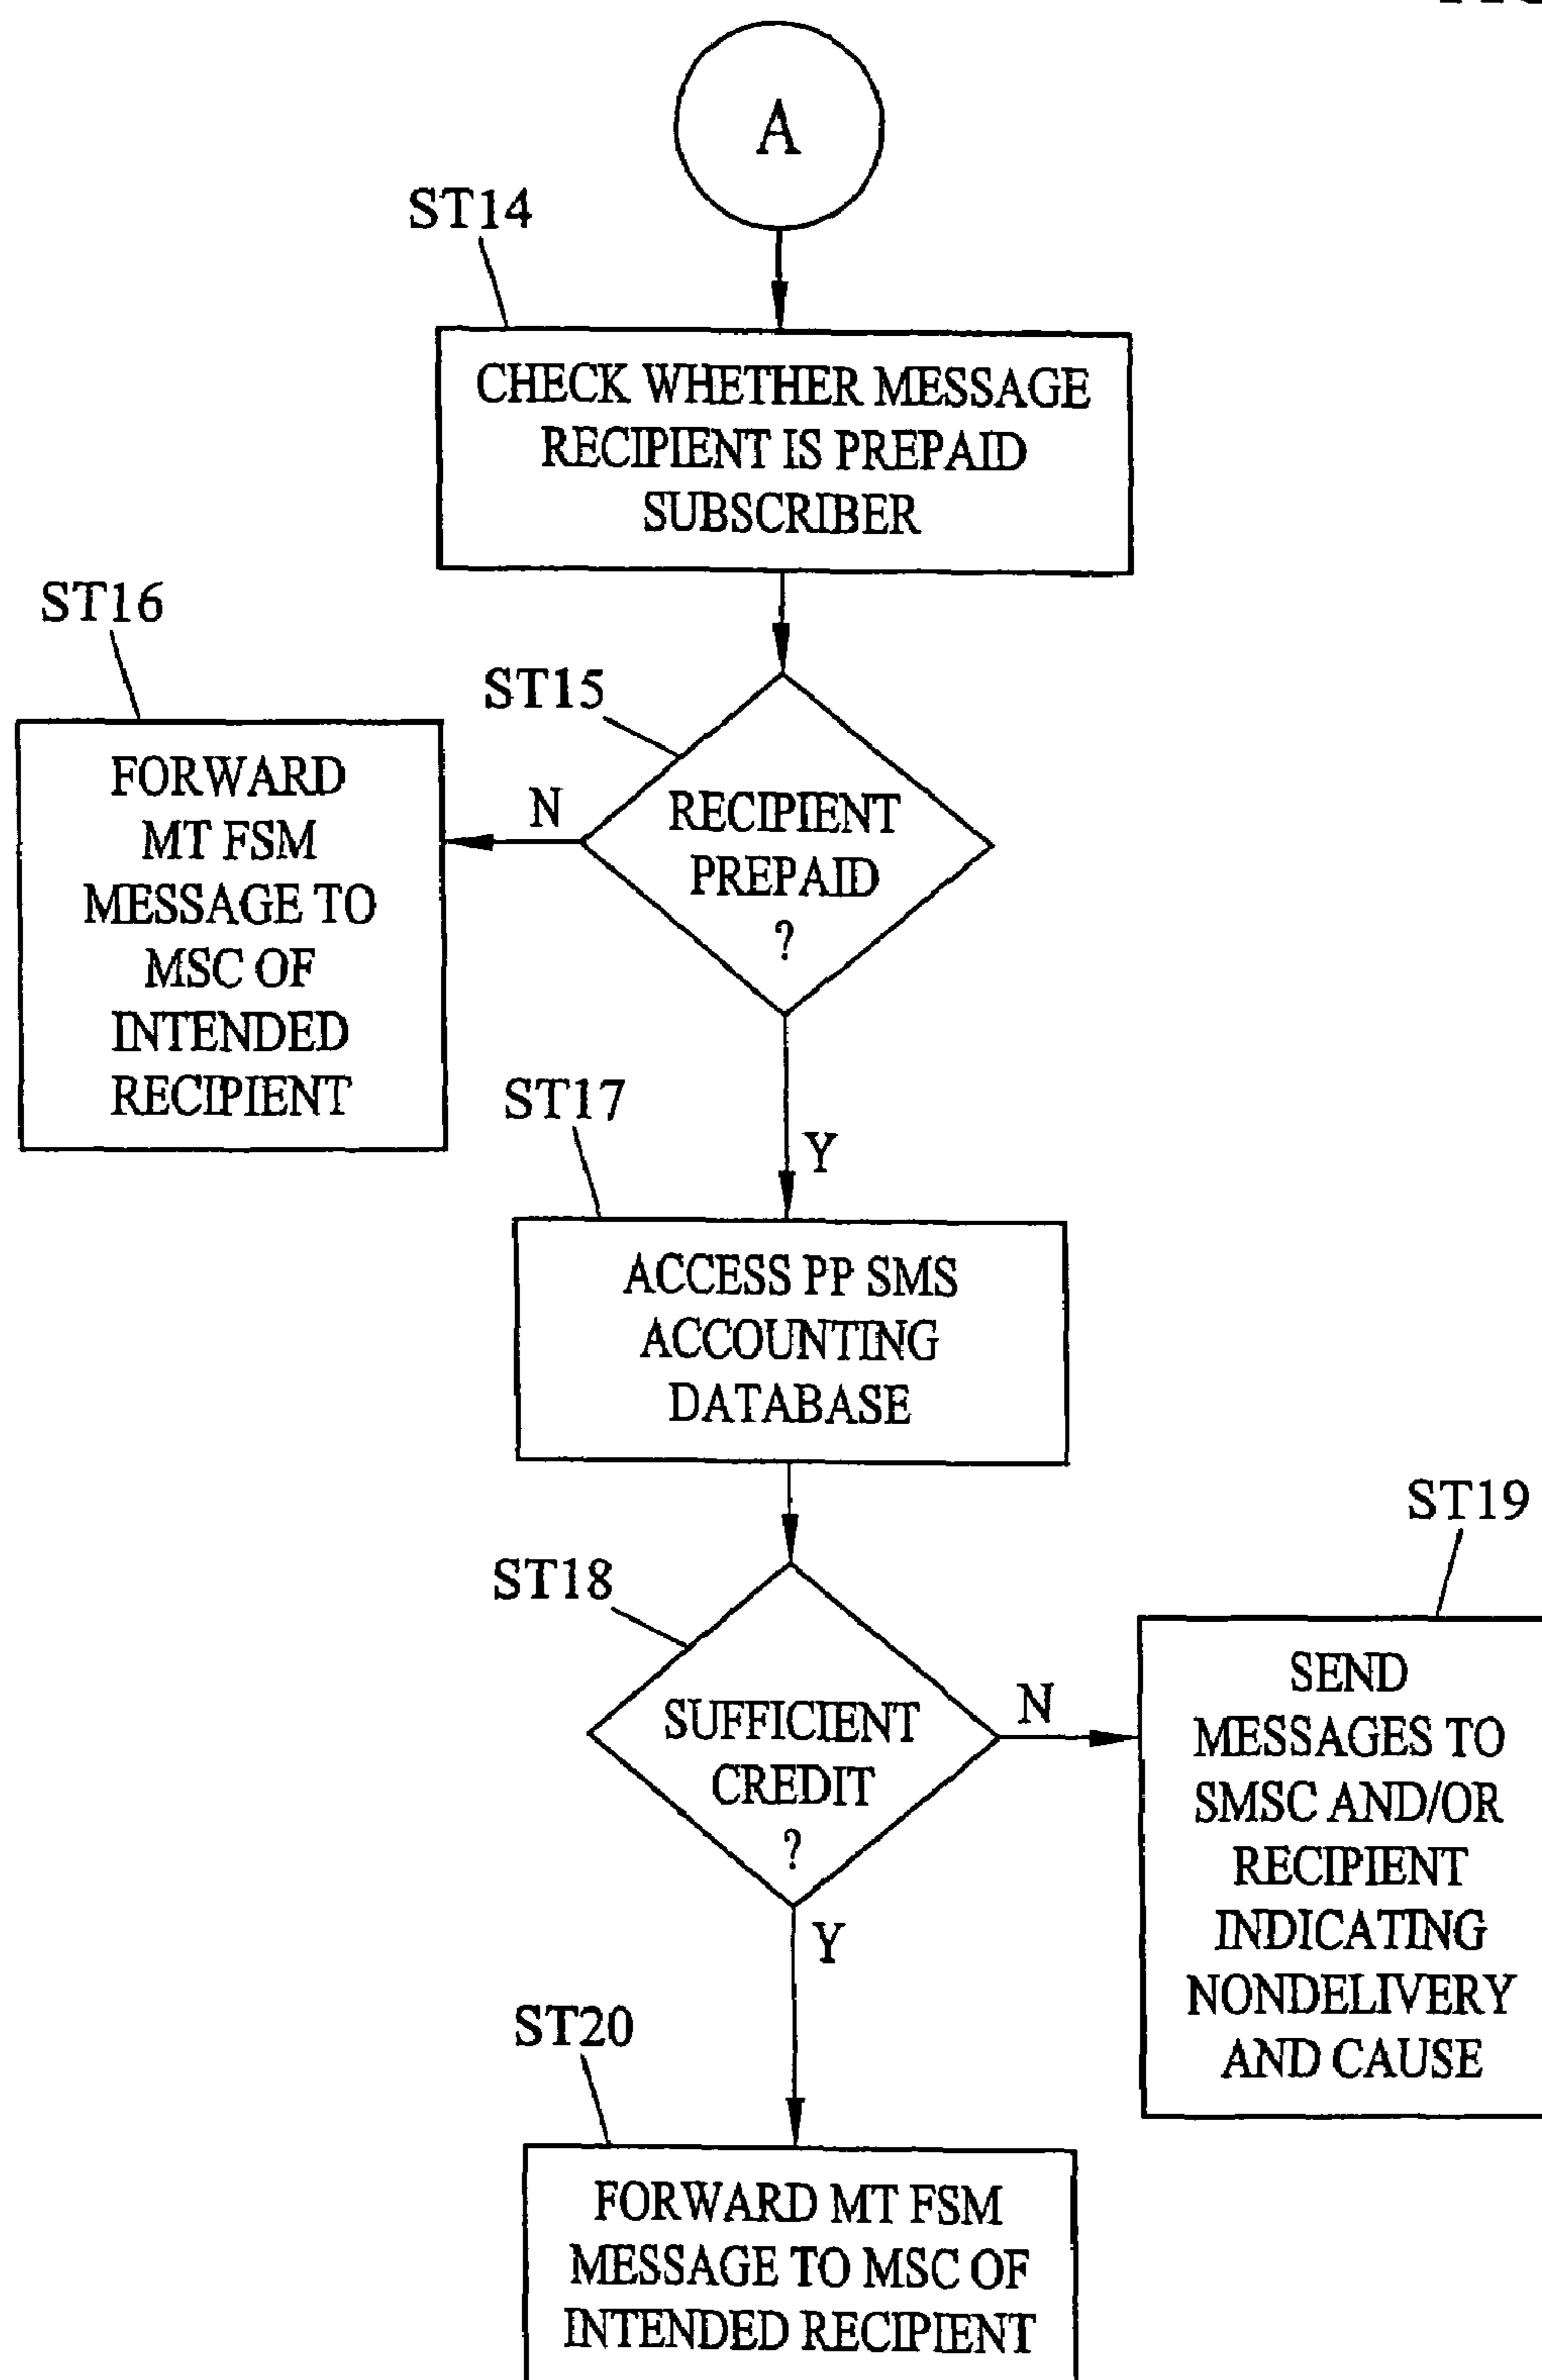 A
ST14
CHECK WHETHER MESSAGE
RECIPIENT IS PREPAID
SUBSCRIBER
ST16
FORWARD
MT FSM
MESSAGE TO
MSC OF
INTENDED
RECIPIENT
ST15
N
RECIPIENT
PREPAID
?
Y
ST17
ACCESS PP SMS
ACCOUNTING
DATABASE
ST18
SUFFICIENT
CREDIT
?
N
ST19
SEND
MESSAGES TO
SMSC AND/OR
RECIPIENT
INDICATING
NONDELIVERY
AND CAUSE
Y
ST20
FORWARD MT FSM
MESSAGE TO MSC OF
INTENDED RECIPIENT